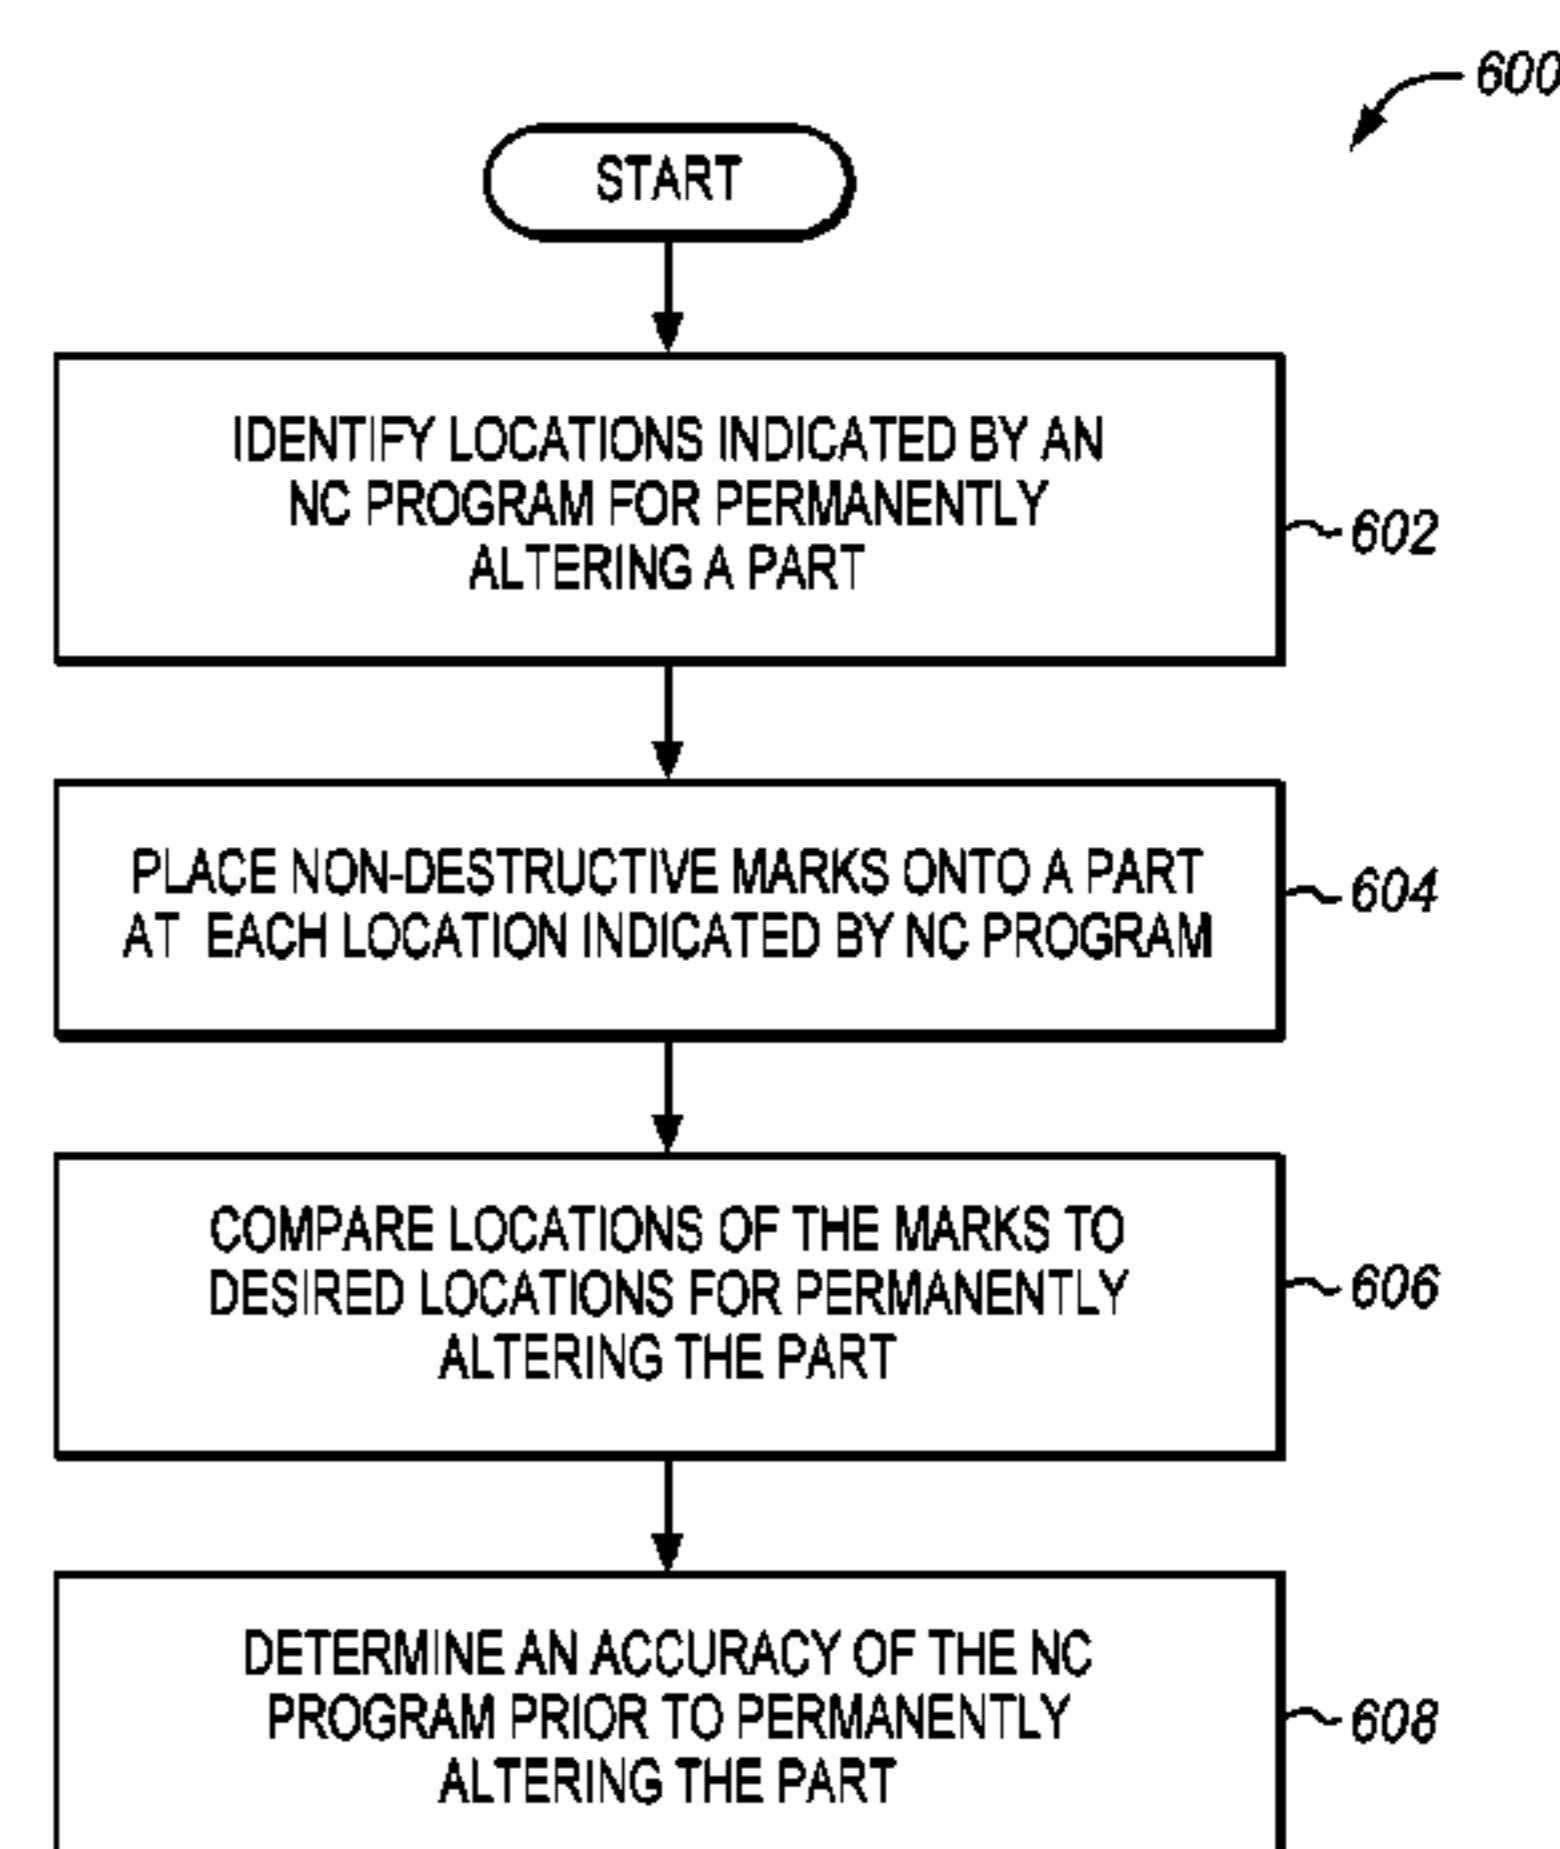 600
START
IDENTIFY LOCATIONS INDICATED BY AN
NC PROGRAM FOR PERMANENTLY
ALTERING A PART
602
PLACE NON-DESTRUCTIVE MARKS ONTO A PART
AT EACH LOCATION INDICATED BY NC PROGRAM
604
COMPARE LOCATIONS OF THE MARKS TO
DESIRED LOCATIONS FOR PERMANENTLY
ALTERING THE PART
606
DETERMINE AN ACCURACY OF THE NC
PROGRAM PRIOR TO PERMANENTLY
ALTERING THE PART
608